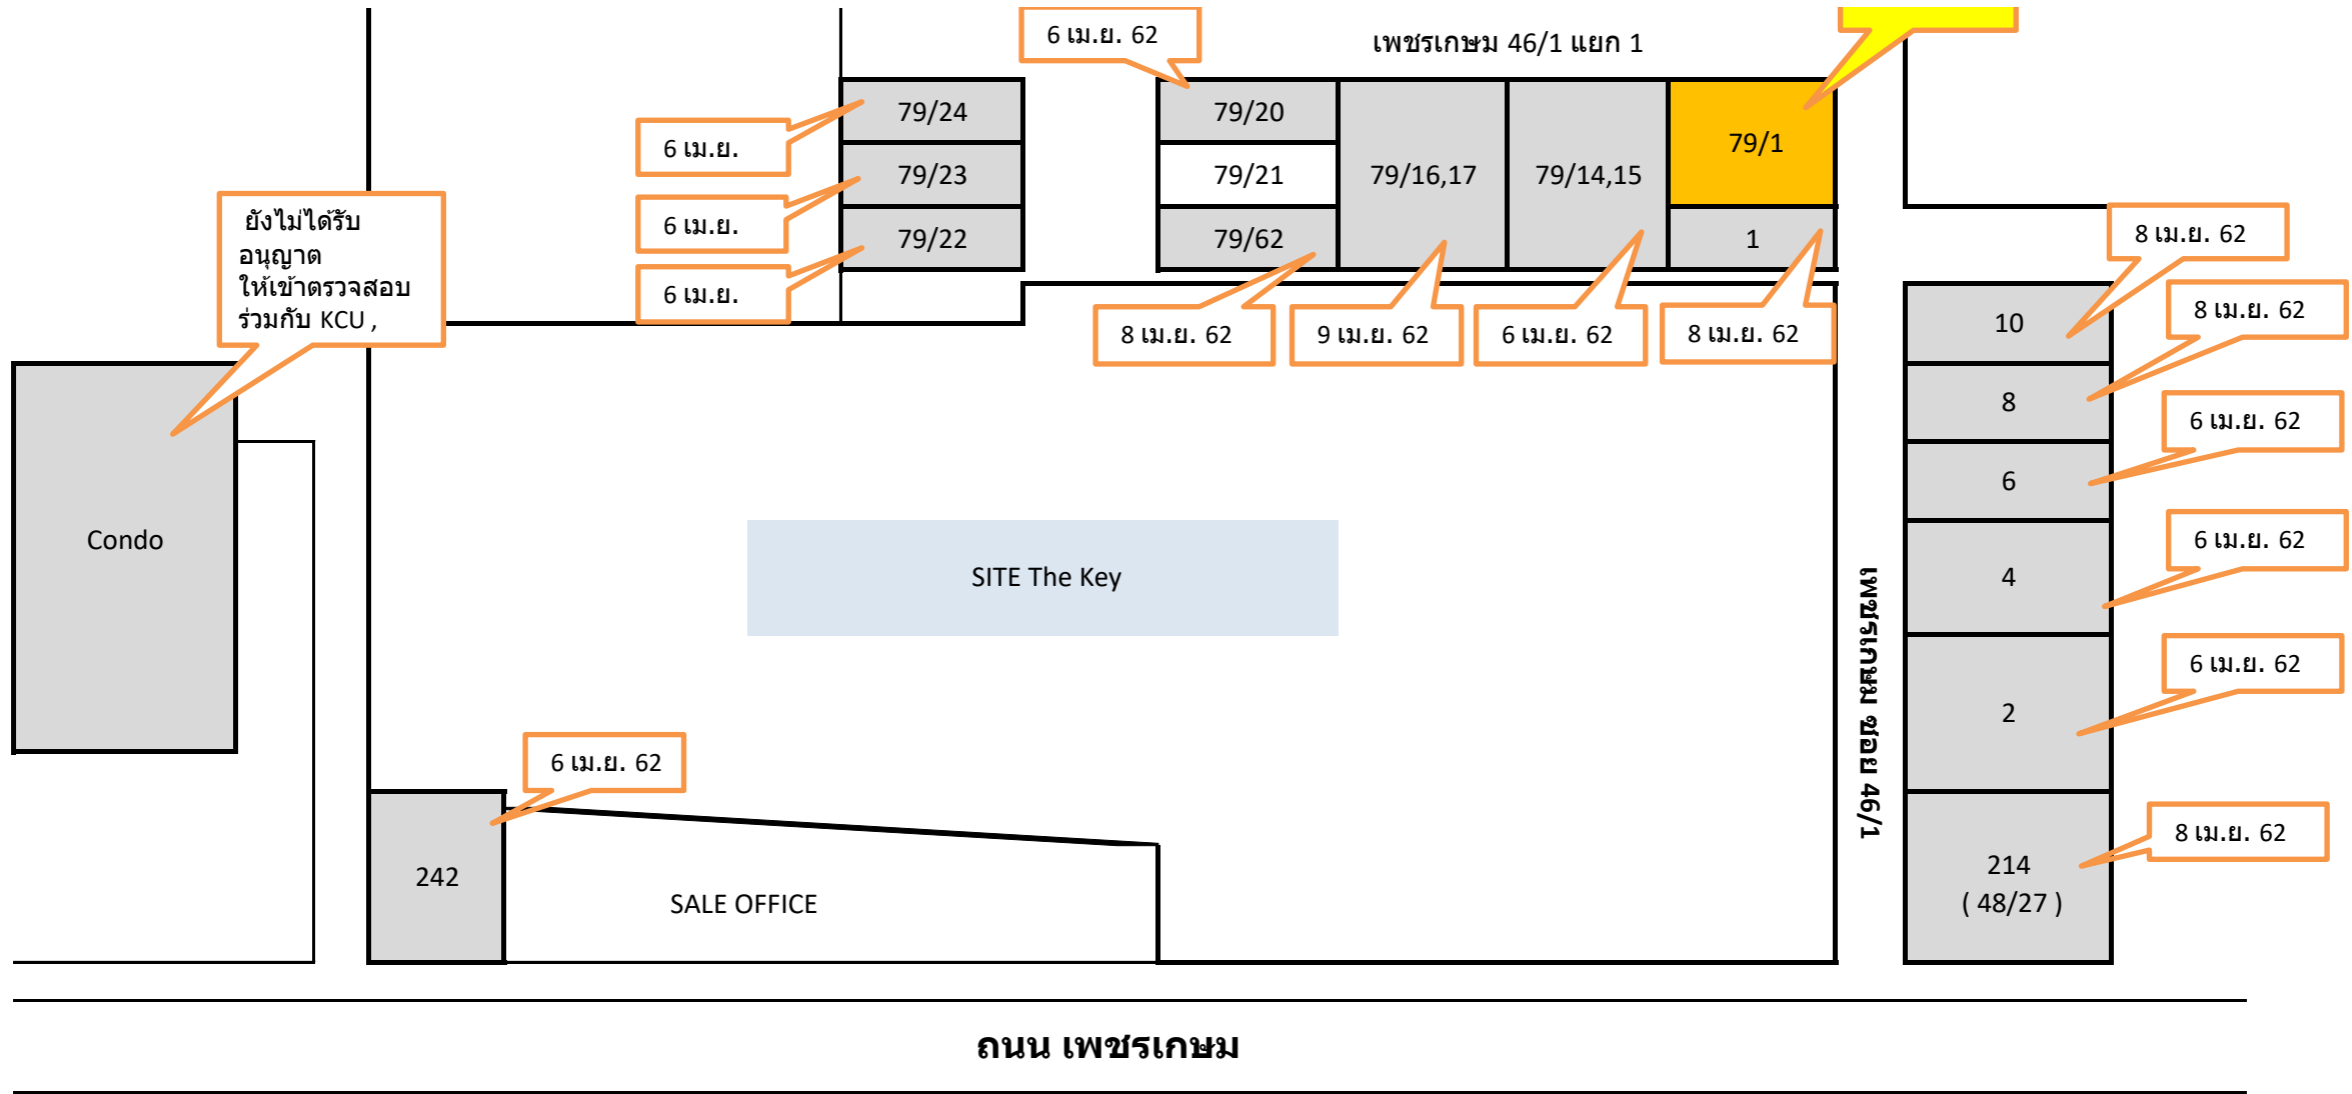 6 เม.ย. 62
เพชรเกษม 46/1 แยก 1
79/24
79/20
79/1
6 เม.ย.
79/23
79/21
79/16,17
79/14,15
6 เม.ย.
79/22
79/62
1
8 เม.ย. 62
ยังไม่ได้รับ
อนุญาต
ให้เข้าตรวจสอบ
ร่วมกับ KCU ,
6 เม.ย.
8 เม.ย. 62
9 เม.ย. 62
6 เม.ย. 62
8 เม.ย. 62
10
8 เม.ย. 62
8
6 เม.ย. 62
6
Condo
SITE The Key
4
6 เม.ย. 62
เพชรเกษม ซอย 46/1
2
6 เม.ย. 62
6 เม.ย. 62
242
SALE OFFICE
214
( 48/27 )
8 เม.ย. 62
ถนน เพชรเกษม